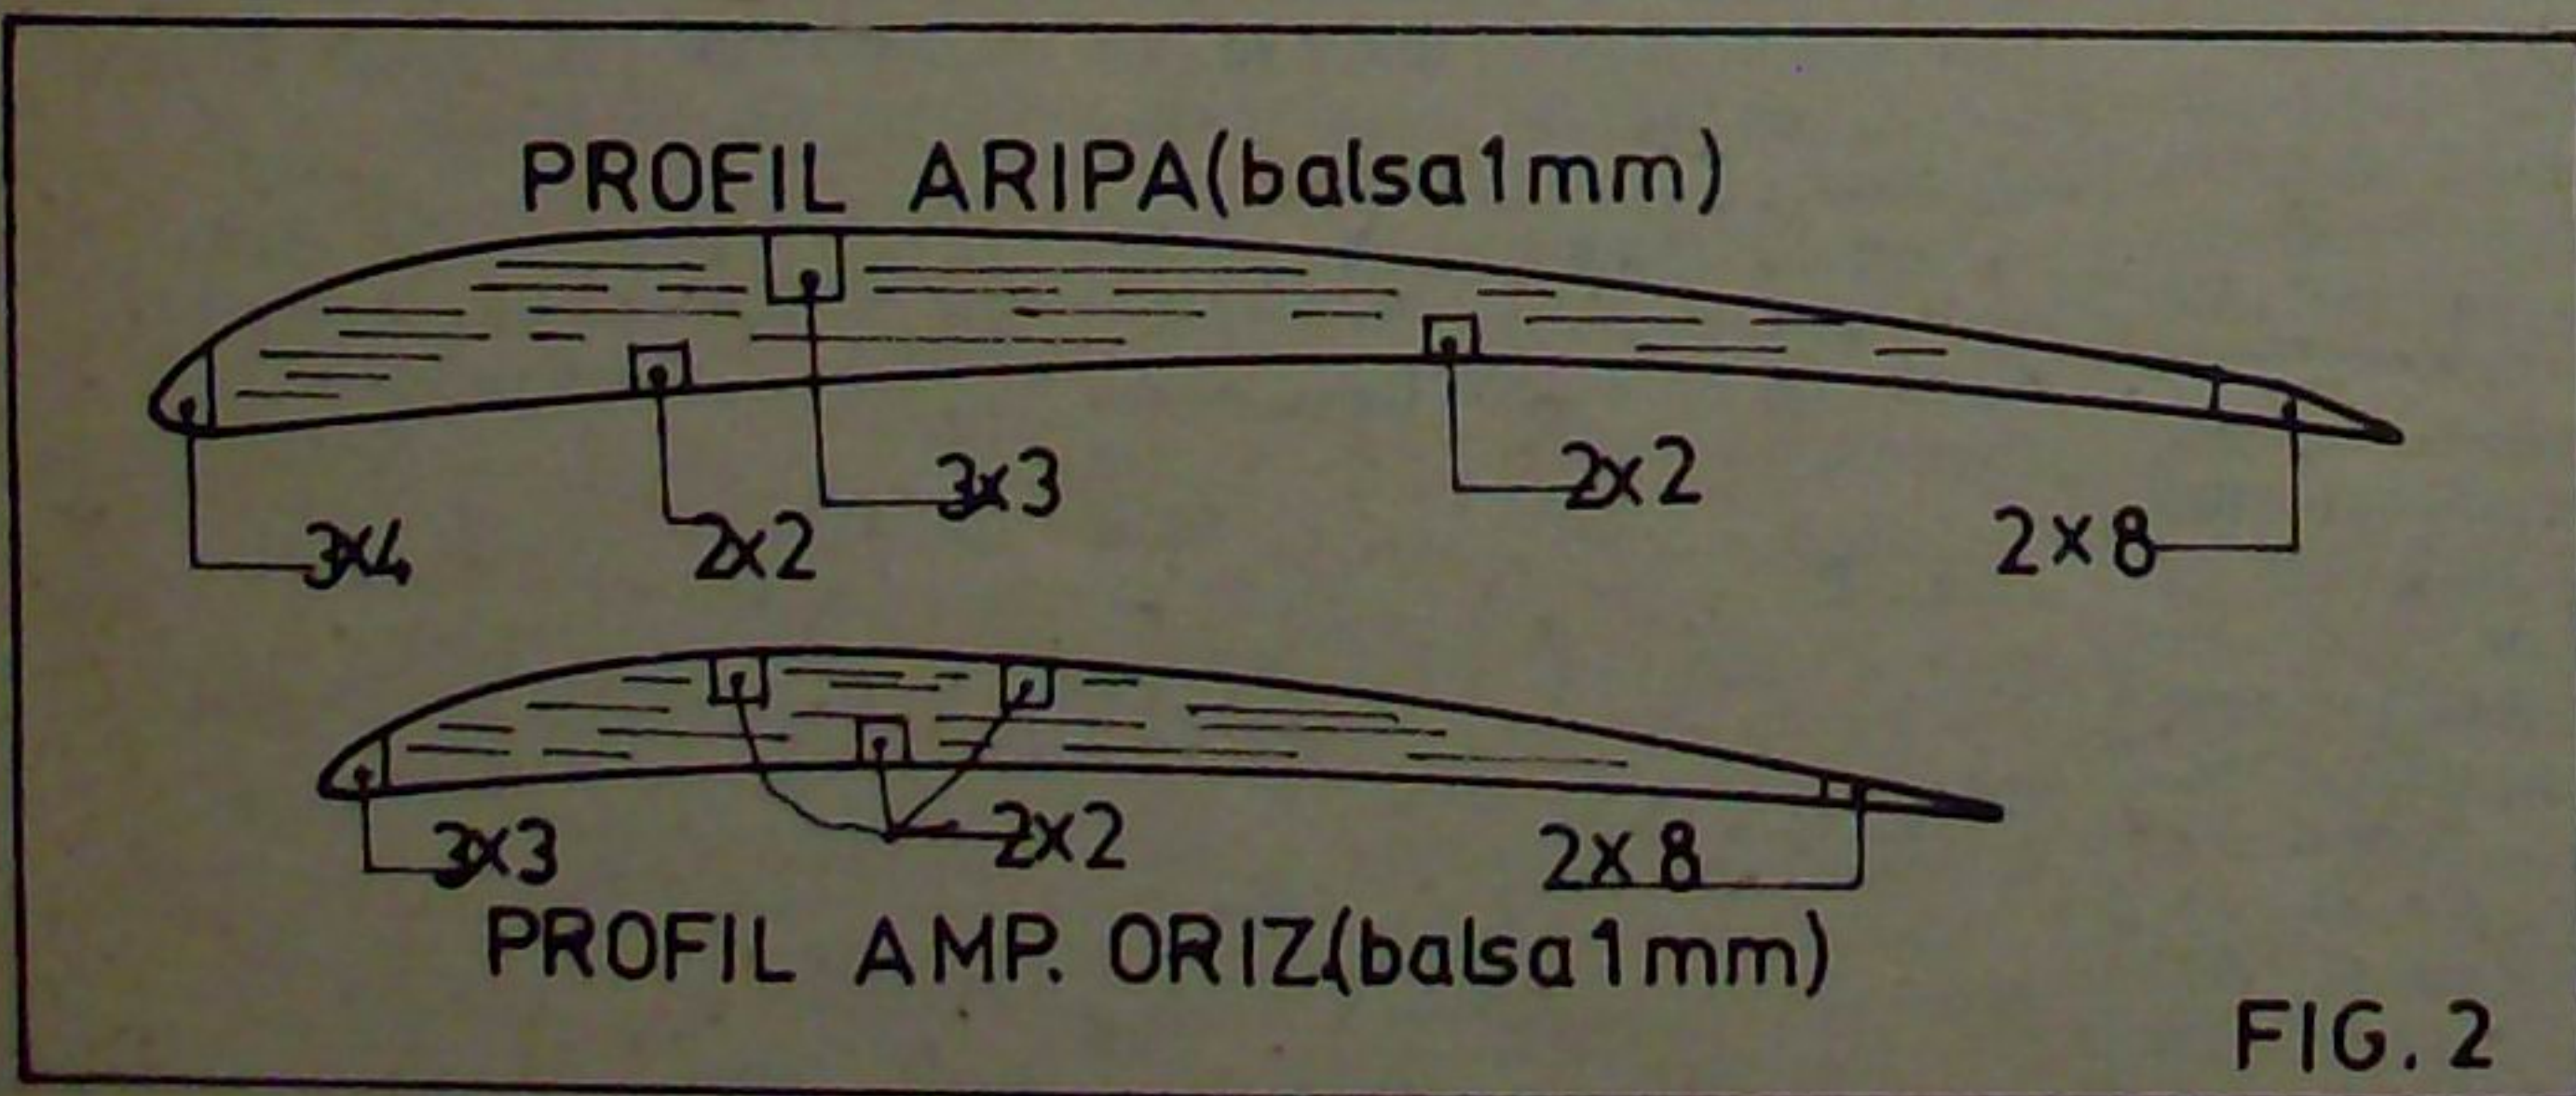 PROFIL ARIPA(balsa1mm)
3x4
2x2
3x3
2x2
2x8
3x3
2x2
2x8
PROFIL AMP. ORIZ.(balsa1mm)
FIG. 2